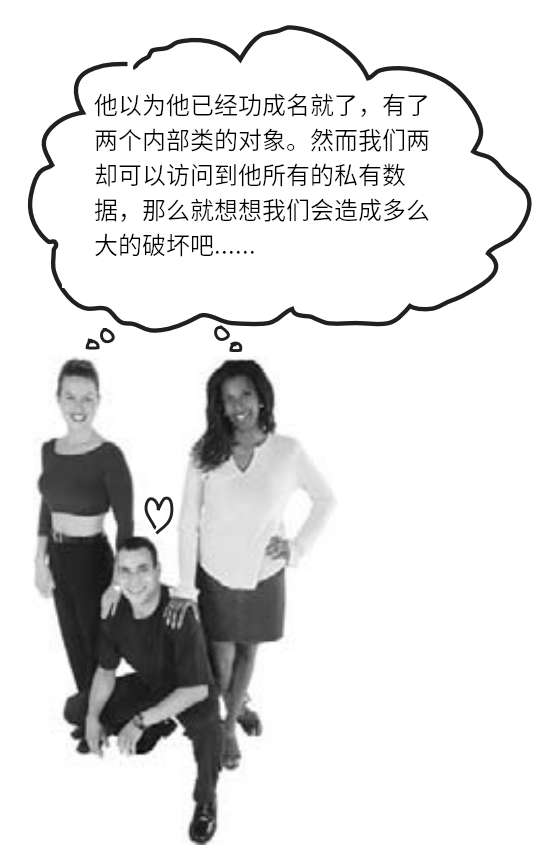 他以为他已经功成名就了，有了
两个内部类的对象。然而我们两
却可以访问到他所有的私有数
据，那么就想想我们会造成多么
大的破坏吧……